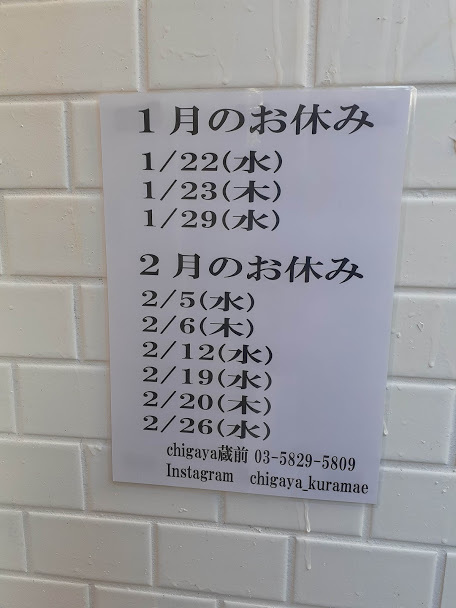 1月のお休み
1/22(水)
1/23(木)
1/29(水)
2月のお休み
2/5(水)
2/6(木)
2/12(水)
2/19(水)
2/20(木)
2/26(水)
chigaya蔵前 03-5829-5809
Instagram chigaya_kuramae